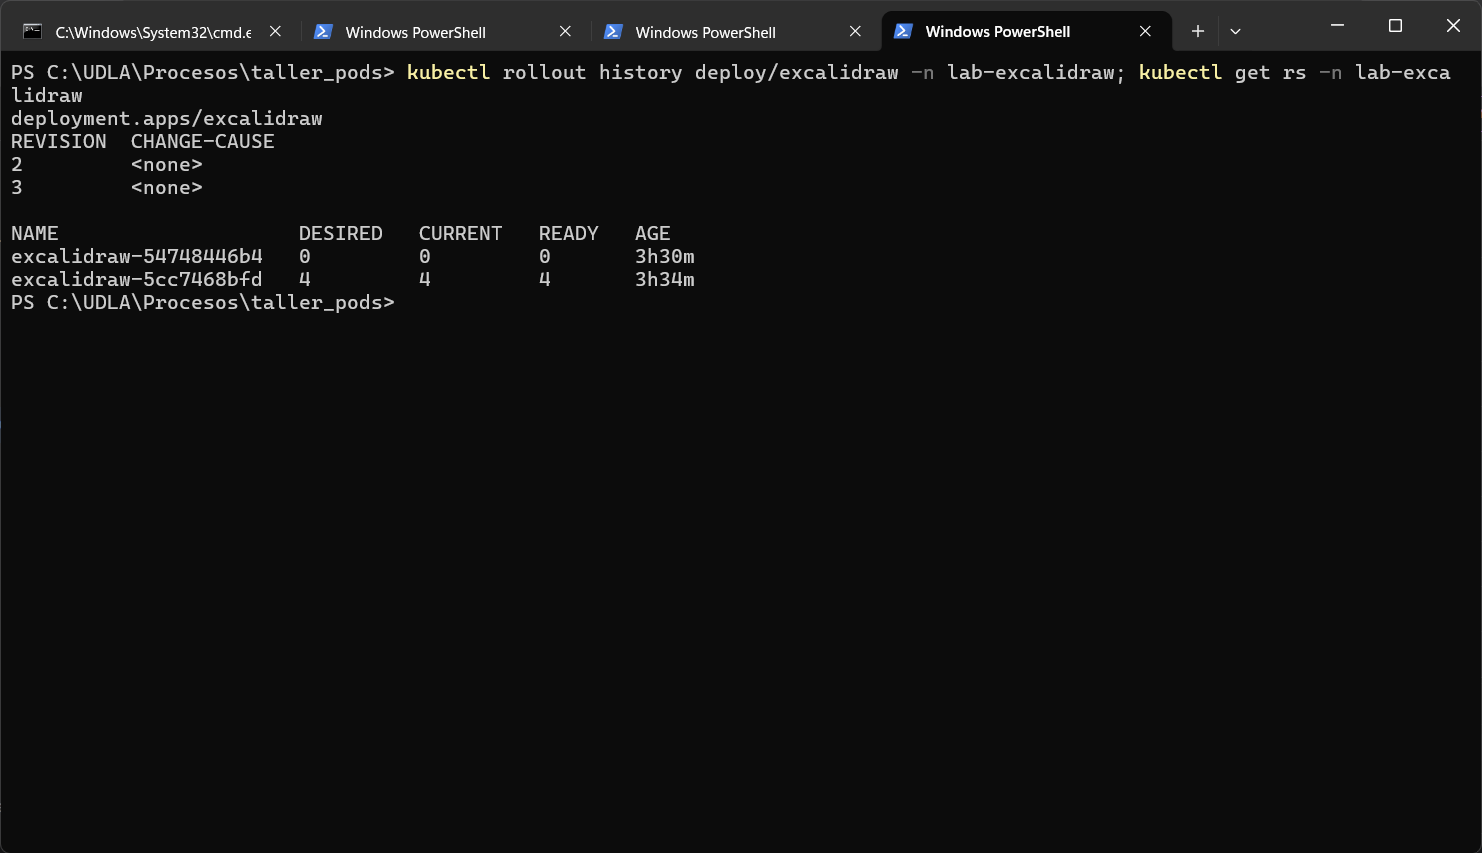 C:\Windows\System32\cmd.e
Windows PowerShell
Windows PowerShell
Windows PowerShell
PS C:\UDLA\Procesos\taller_pods> kubectl rollout history deploy/excalidraw -n lab-excalidraw; kubectl get rs -n lab-exca
lidraw
deployment.apps/excalidraw
REVISION  CHANGE-CAUSE
2         <none>
3         <none>
NAME                    DESIRED   CURRENT   READY   AGE
excalidraw-54748446b4   0         0         0       3h30m
excalidraw-5cc7468bfd   4         4         4       3h34m
PS C:\UDLA\Procesos\taller_pods>